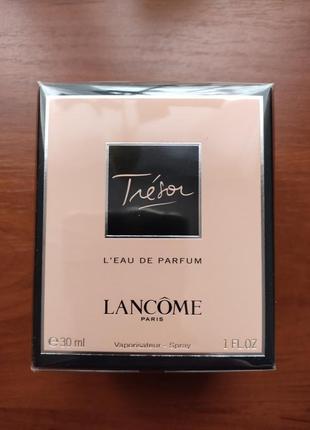 Trésor
L'EAU DE PARFUM
LANCÔME
PARIS
℮30 ml Vaporisateur - Spray 1 FL.OZ